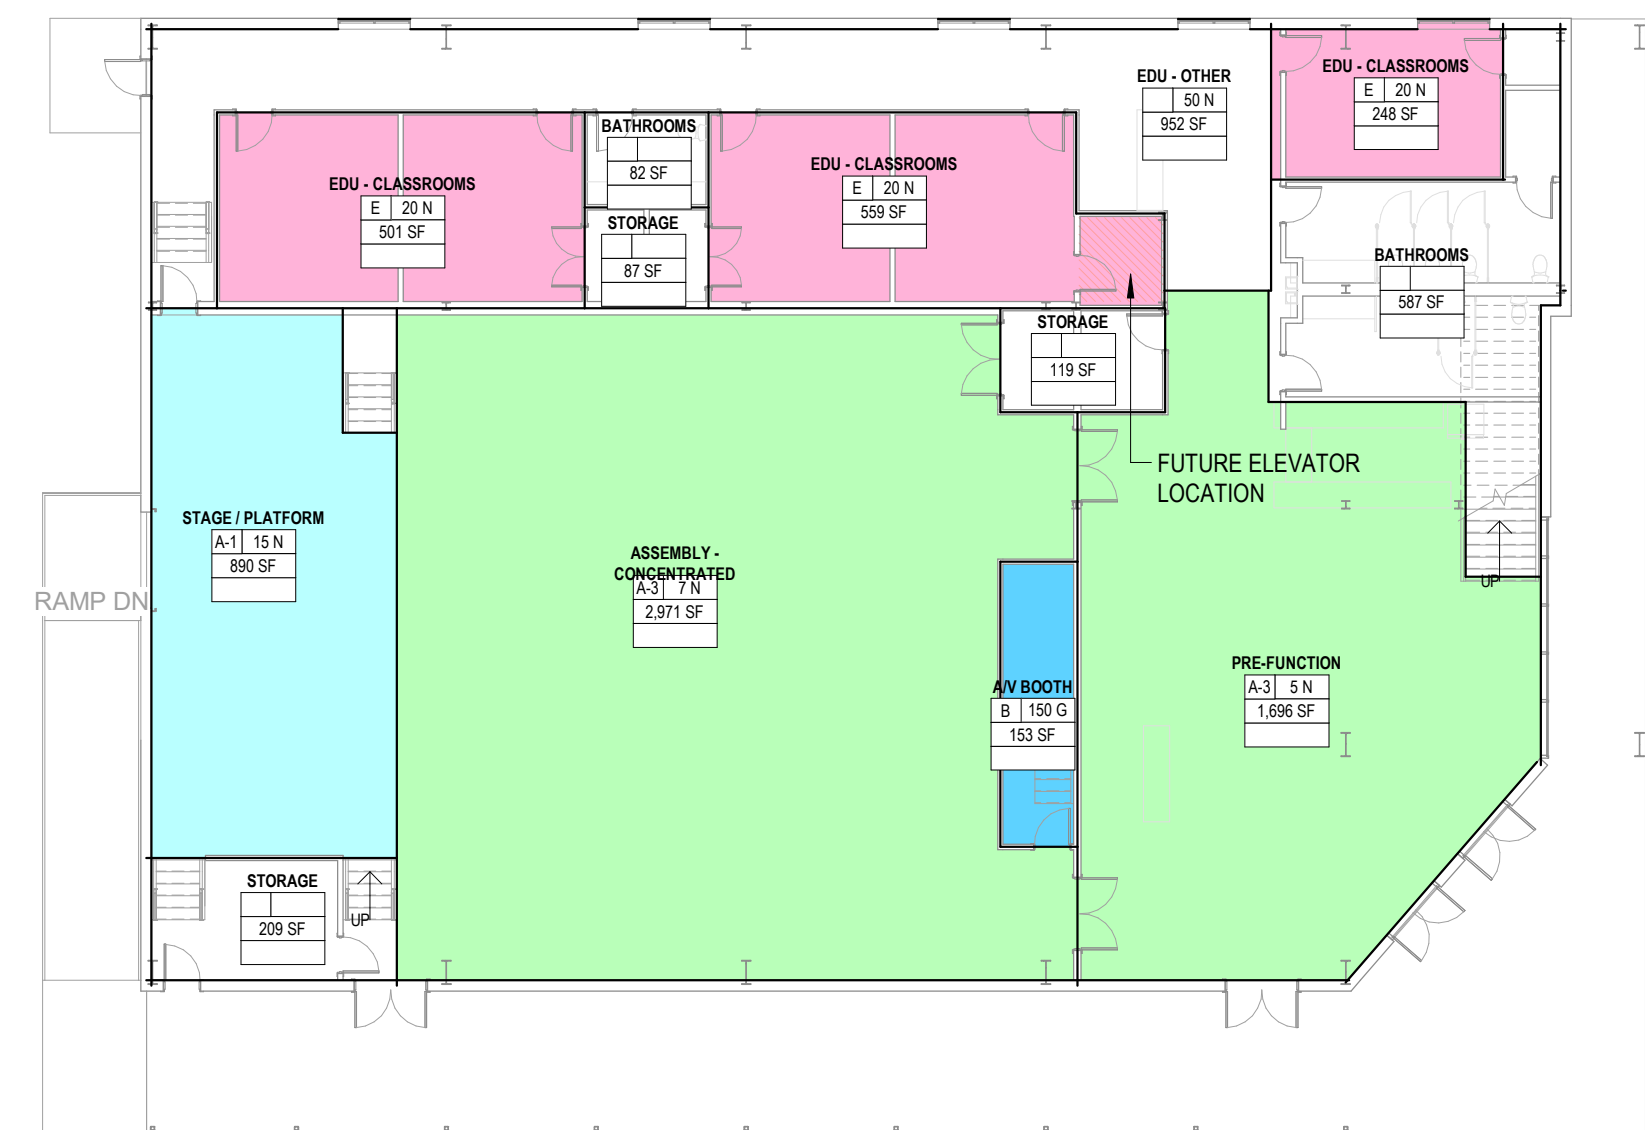 EDU - CLASSROOMS
E 20 N
248 SF
EDU - OTHER
50 N
952 SF
BATHROOMS
82 SF
EDU - CLASSROOMS
E 20 N
559 SF
EDU - CLASSROOMS
E 20 N
501 SF
STORAGE
87 SF
BATHROOMS
587 SF
STORAGE
119 SF
FUTURE ELEVATOR
LOCATION
STAGE / PLATFORM
A-1 15 N
890 SF
ASSEMBLY -
CONCENTRATED
A-3 7 N
2,971 SF
UP
RAMP DN
PRE-FUNCTION
A-3 5 N
1,696 SF
A/V BOOTH
B 150 G
153 SF
STORAGE
209 SF
UP